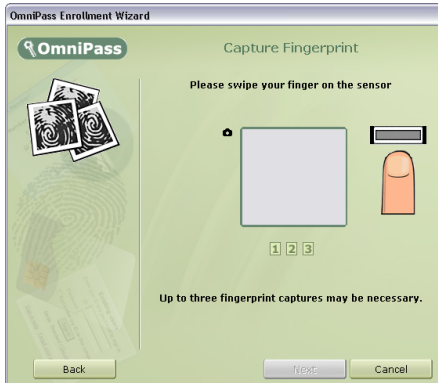 OmniPass Enrollment Wizard
OmniPass
Capture Fingerprint
Please swipe your finger on the sensor
1 2 3
Up to three fingerprint captures may be necessary.
Back
Next
Cancel